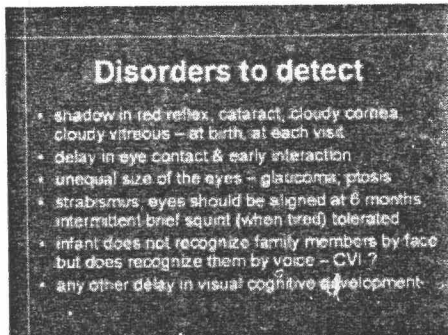 Disorders to detect
• shadow in red reflex, cataract, cloudy cornea,
cloudy vitreous – at birth, at each visit
• delay in eye contact & early interaction
• unequal size of the eyes – glaucoma, ptosis
• strabismus, eyes should be aligned at 6 months,
intermittent brief squint (when tired) tolerated
• infant does not recognize family members by face
but does recognize them by voice – CVI ?
• any other delay in visual cognitive development